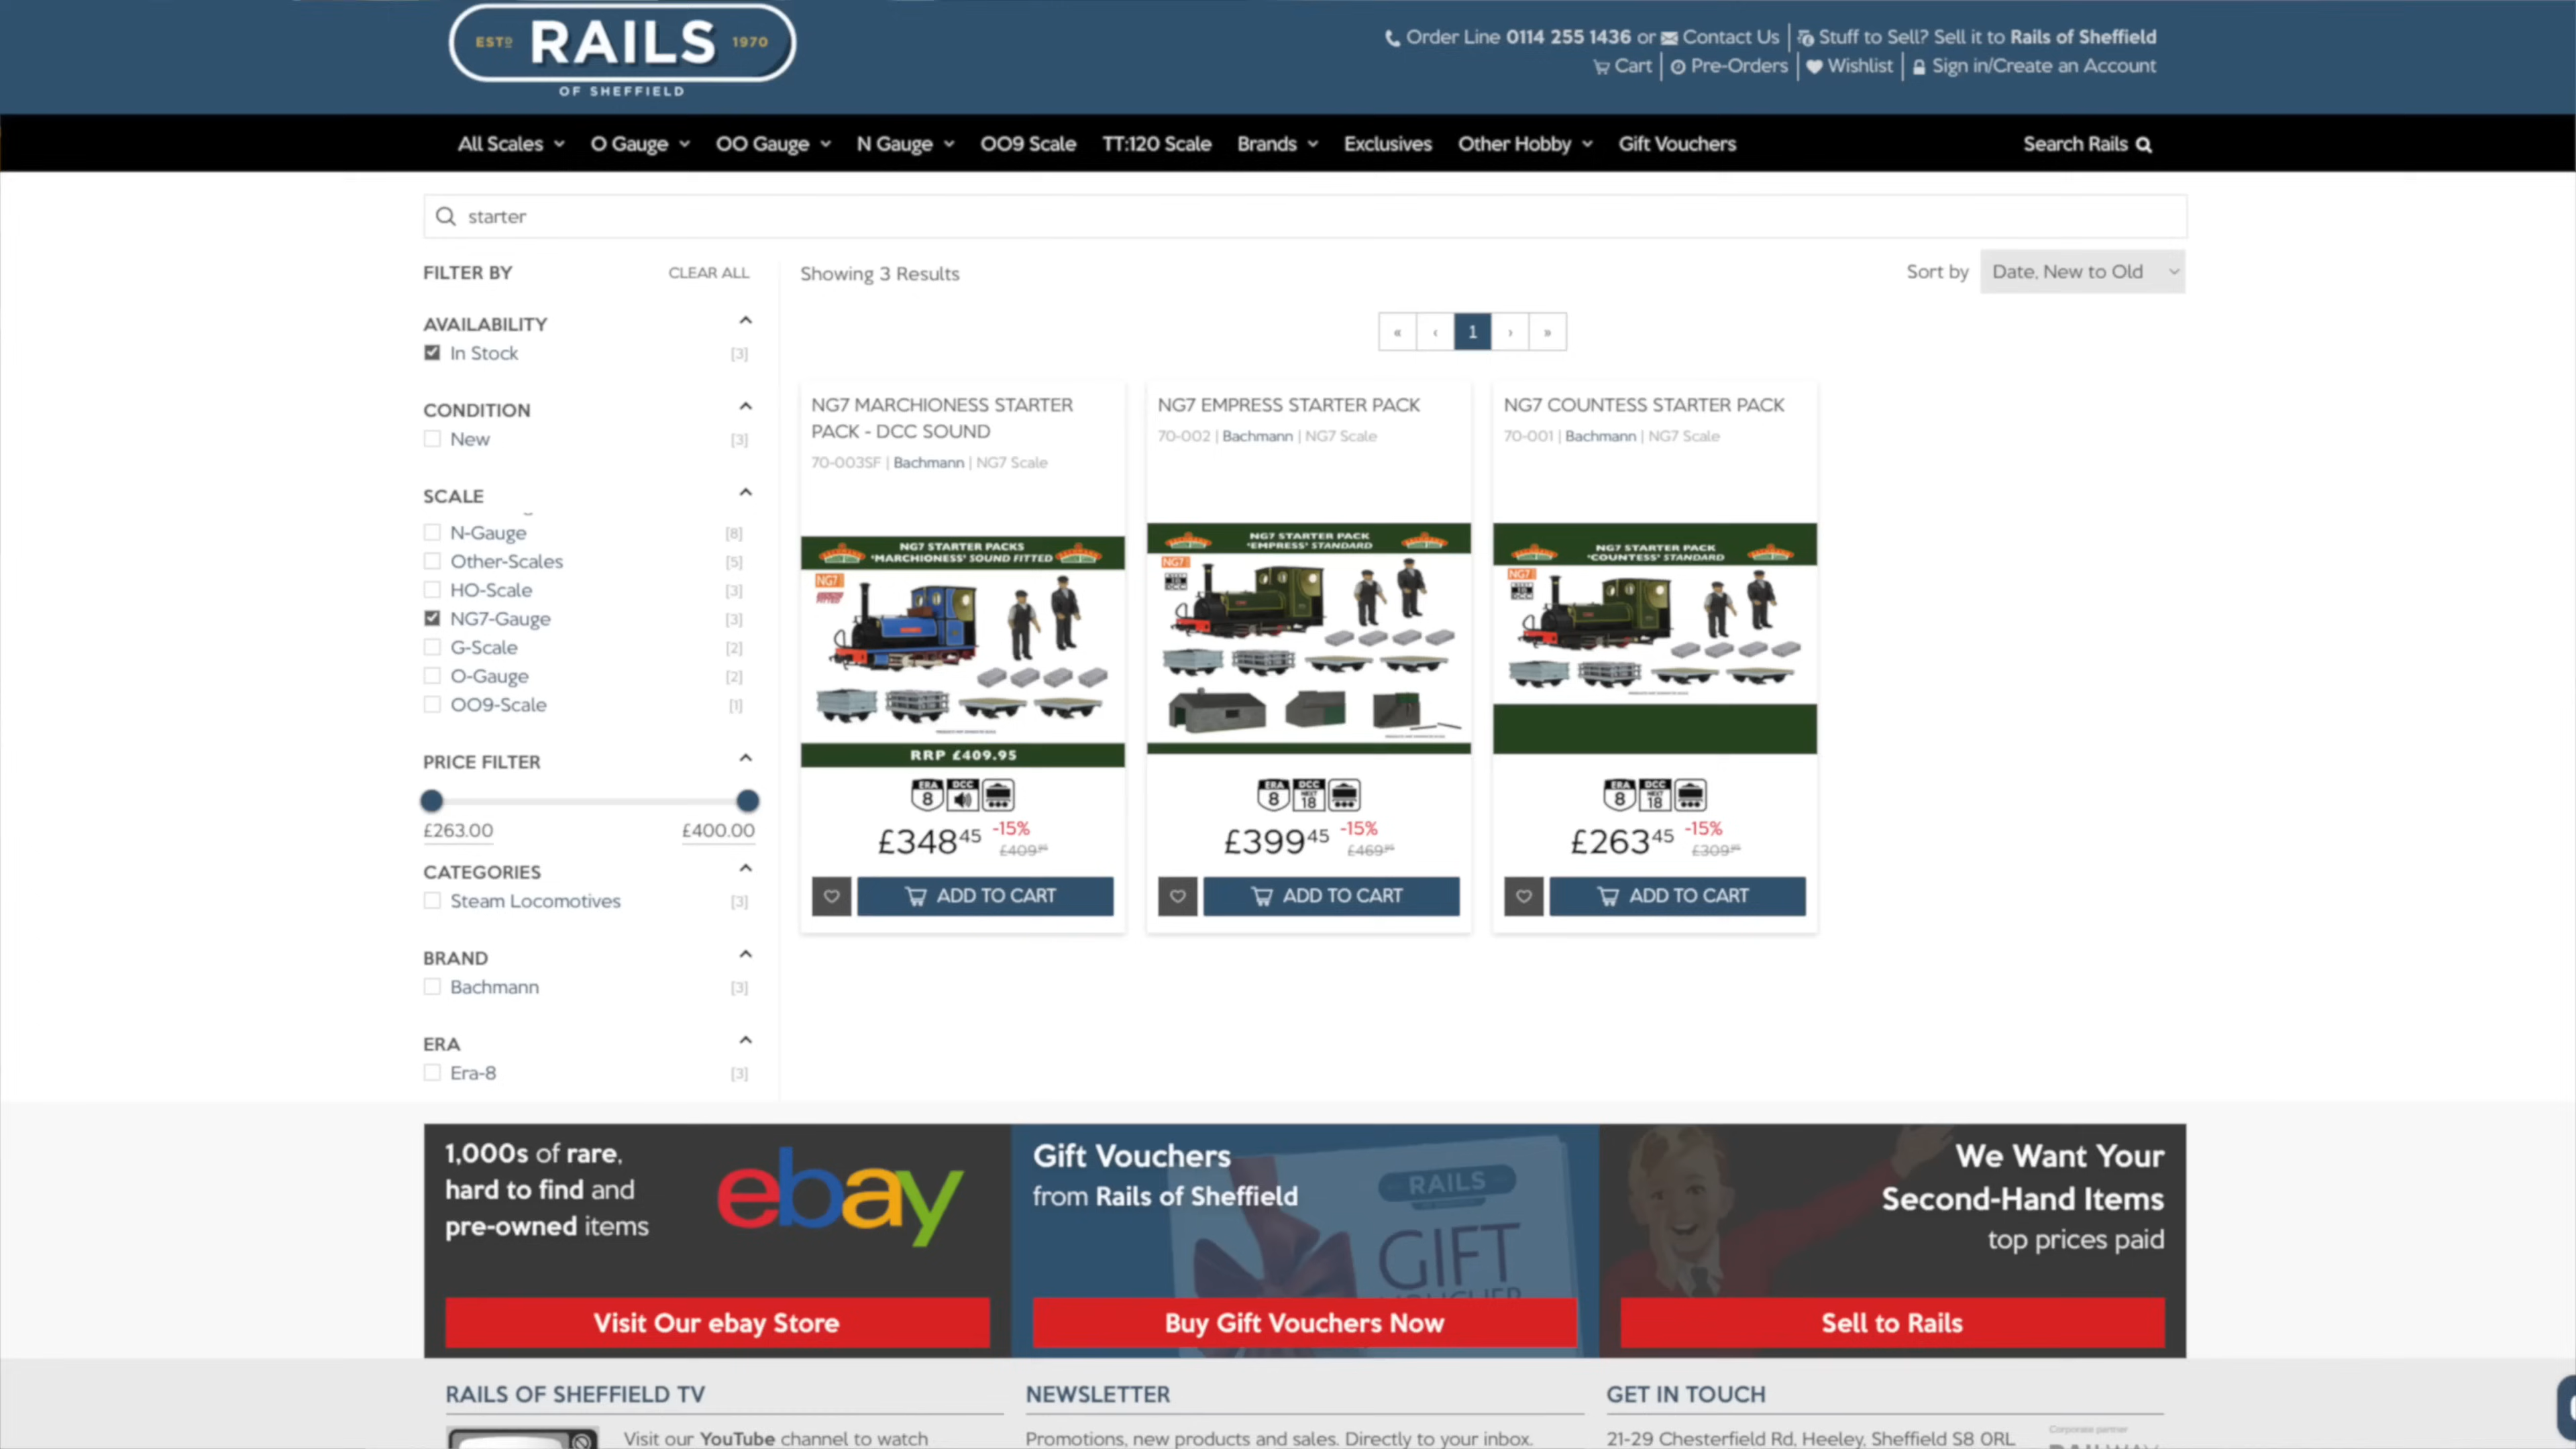 ESTD RAILS 1970
OF SHEFFIELD
Order Line 0114 255 1436 or Contact Us | Stuff to Sell? Sell it to Rails of Sheffield
Cart | Pre-Orders | Wishlist | Sign in/Create an Account
All Scales O Gauge OO Gauge N Gauge OO9 Scale TT:120 Scale Brands Exclusives Other Hobby Gift Vouchers Search Rails
starter
FILTER BY CLEAR ALL
Showing 3 Results
Sort by Date, New to Old
« ‹ 1 › »
AVAILABILITY
In Stock [3]
CONDITION
New [3]
SCALE
N-Gauge [8]
Other-Scales [5]
HO-Scale [3]
NG7-Gauge [3]
G-Scale [2]
O-Gauge [2]
OO9-Scale [1]
PRICE FILTER
£263.00 £400.00
CATEGORIES
Steam Locomotives [3]
BRAND
Bachmann [3]
ERA
Era-8 [3]
NG7 MARCHIONESS STARTER
PACK - DCC SOUND
70-003SF | Bachmann | NG7 Scale
NG7 STARTER PACKS
'MARCHIONESS' SOUND FITTED
NG7
RRP £409.95
ERA 8 DCC
£34845 -15%
£409
ADD TO CART
NG7 EMPRESS STARTER PACK
70-002 | Bachmann | NG7 Scale
NG7 STARTER PACK
'EMPRESS' STANDARD
NG7
ERA 8 DCC NEXT 18
£39945 -15%
£469
ADD TO CART
NG7 COUNTESS STARTER PACK
70-001 | Bachmann | NG7 Scale
NG7 STARTER PACK
'COUNTESS' STANDARD
NG7
ERA 8 DCC NEXT 18
£26345 -15%
£309
ADD TO CART
1,000s of rare,
hard to find and
pre-owned items
ebay
Visit Our ebay Store
Gift Vouchers
from Rails of Sheffield
RAILS
GIFT
VOUCHER
Buy Gift Vouchers Now
We Want Your
Second-Hand Items
top prices paid
Sell to Rails
RAILS OF SHEFFIELD TV
Visit our YouTube channel to watch
NEWSLETTER
Promotions, new products and sales. Directly to your inbox.
GET IN TOUCH
21-29 Chesterfield Rd, Heeley, Sheffield S8 0RL
Corporate partner